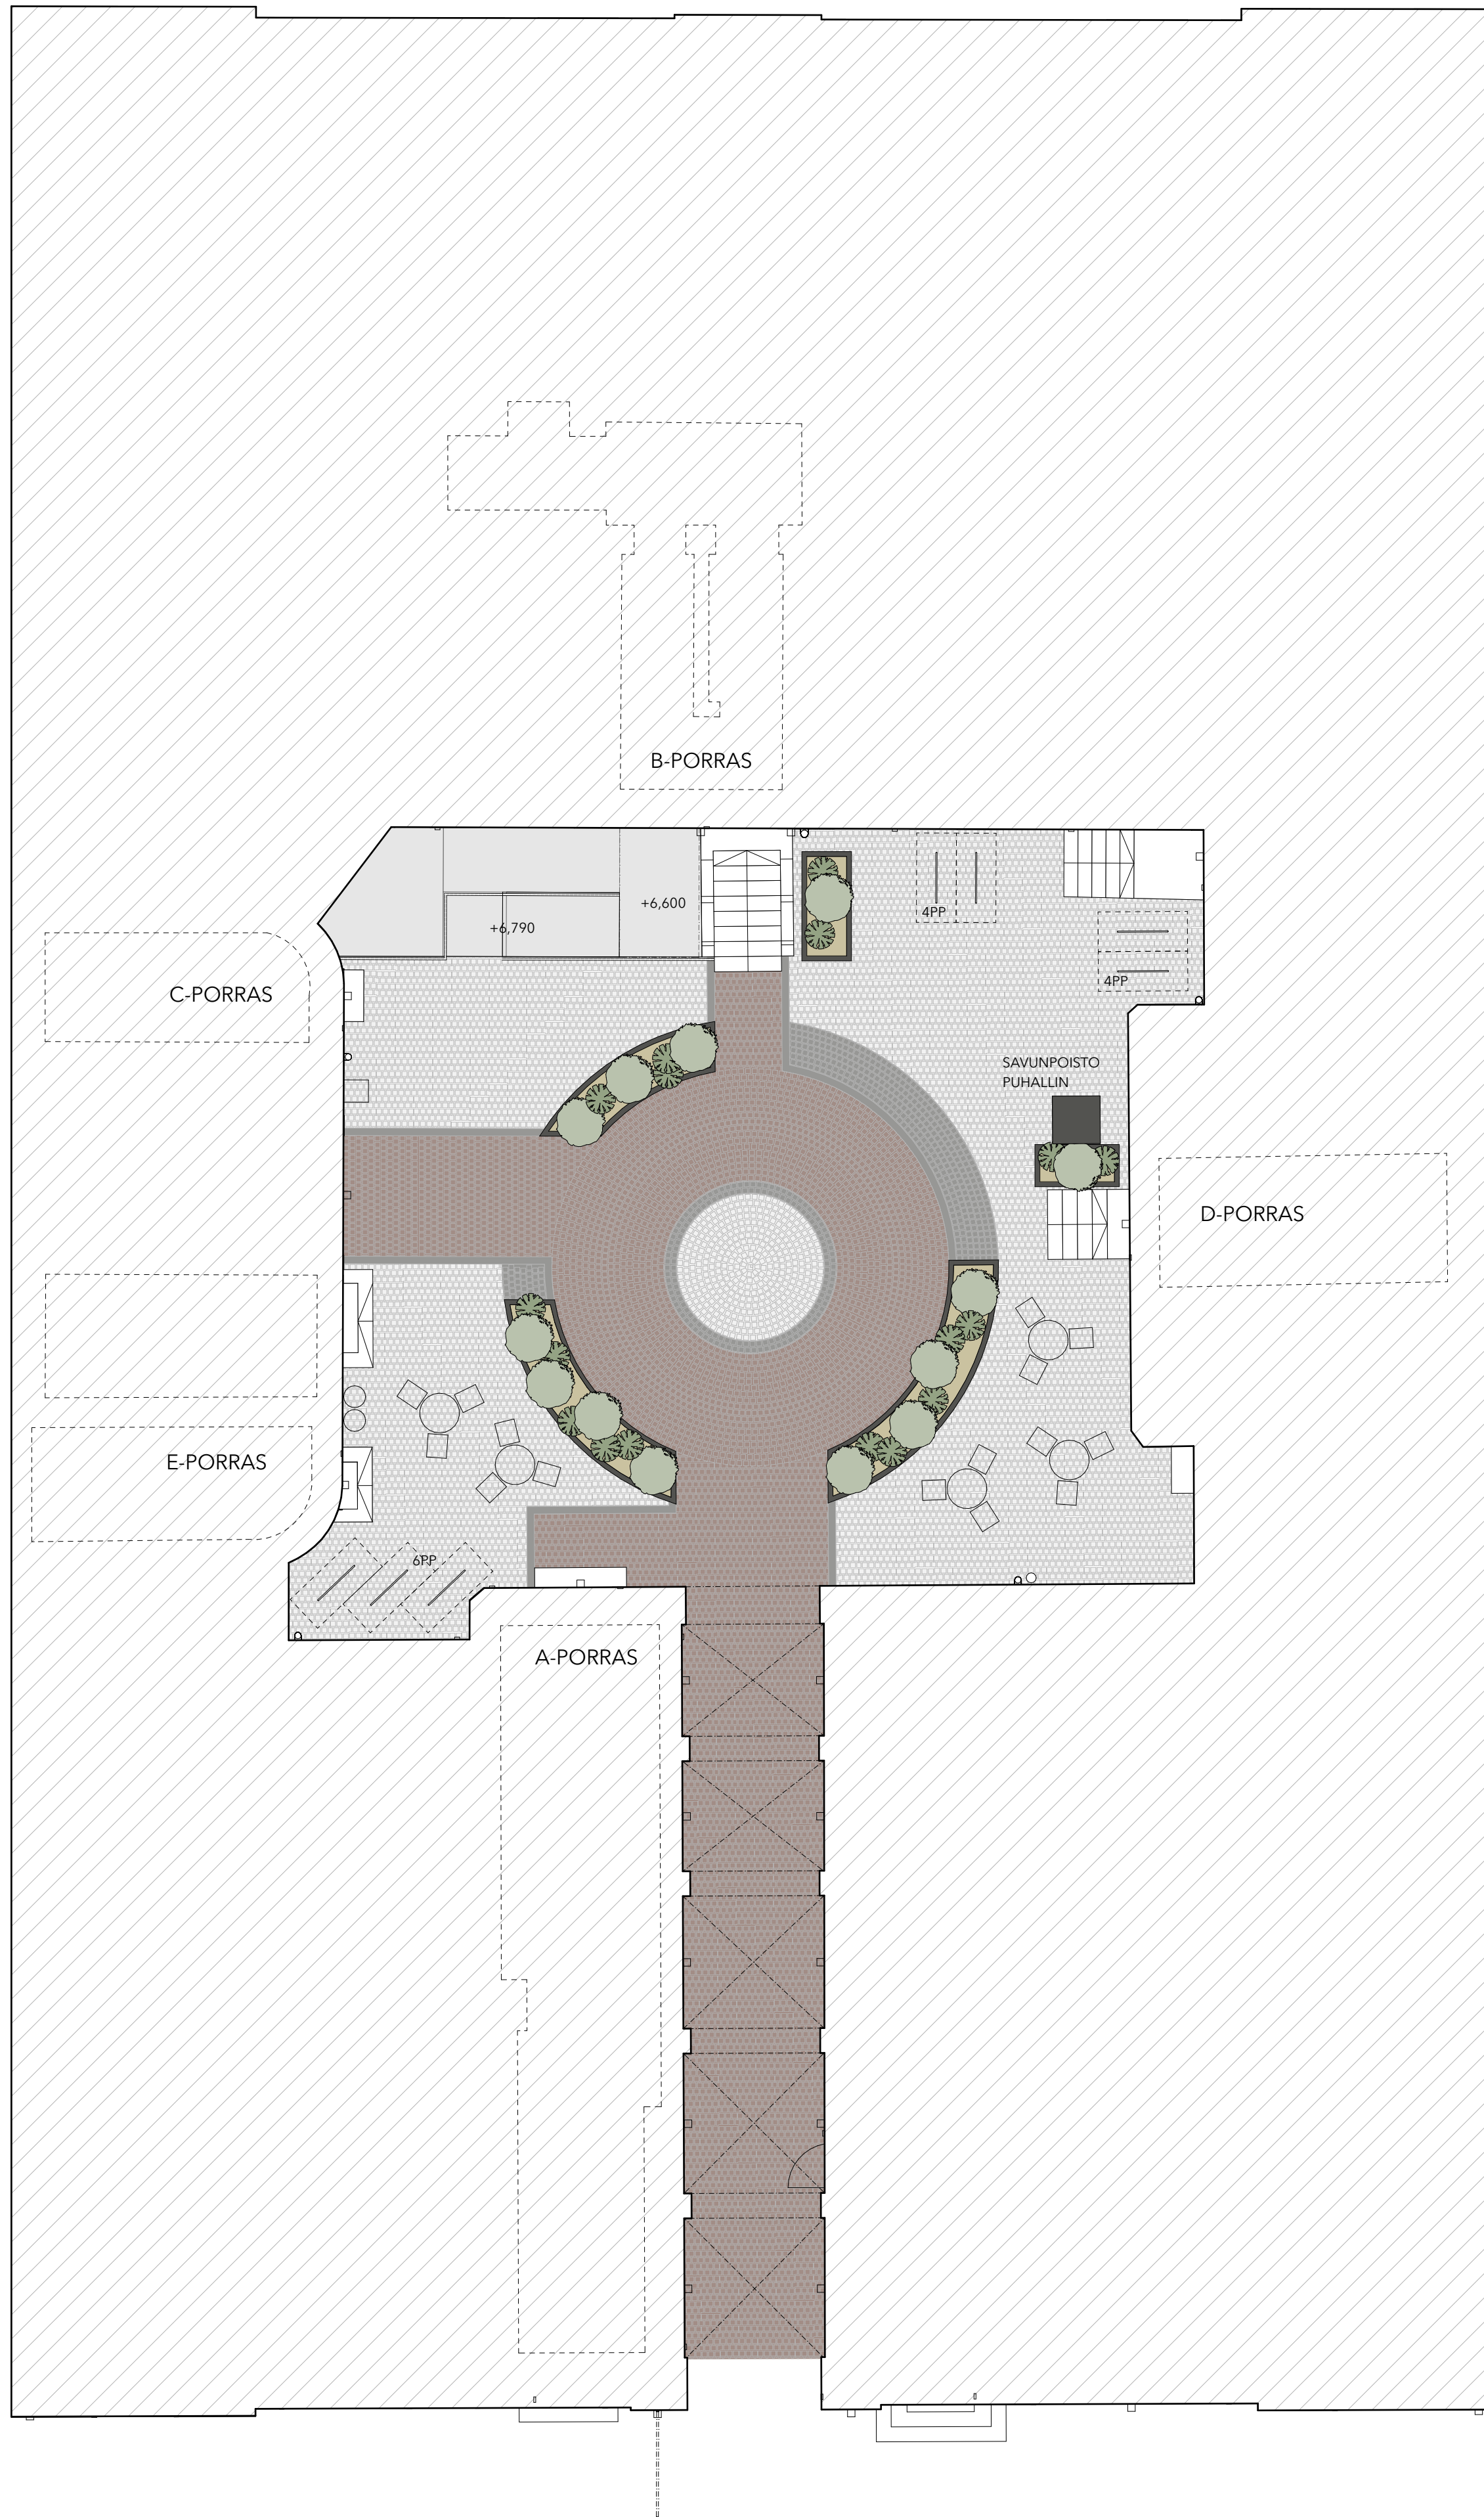 B-PORRAS
+6,600
+6,790
4PP
4PP
C-PORRAS
SAVUNPOISTO
PUHALLIN
D-PORRAS
E-PORRAS
6PP
A-PORRAS